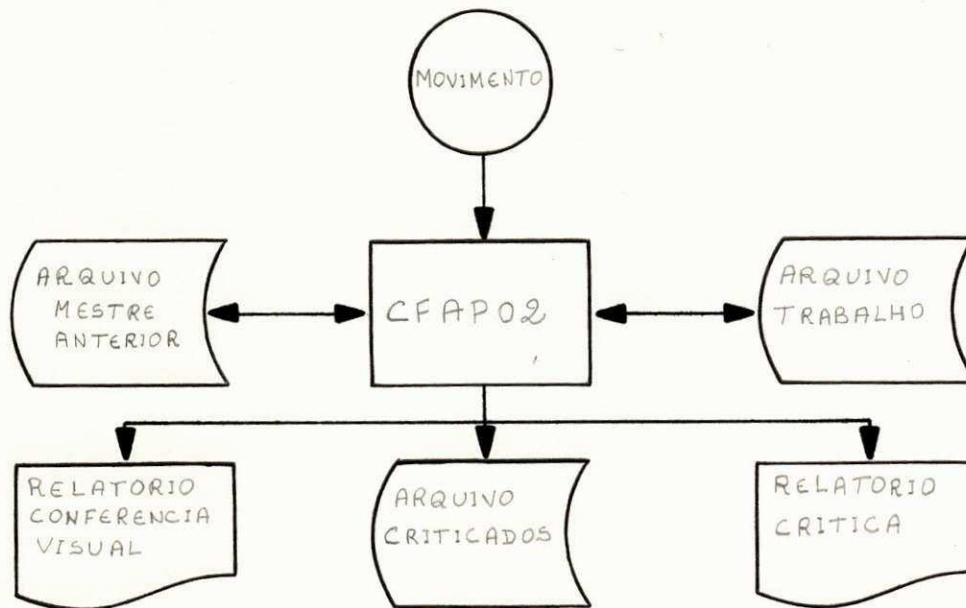 MOVIMENTO
ARQUIVO
MESTRE
ANTERIOR
CFAP02
ARQUIVO
TRABALHO
RELATORIO
CONFERENCIA
VISUAL
ARQUIVO
CRITICADOS
RELATORIO
CRITICA